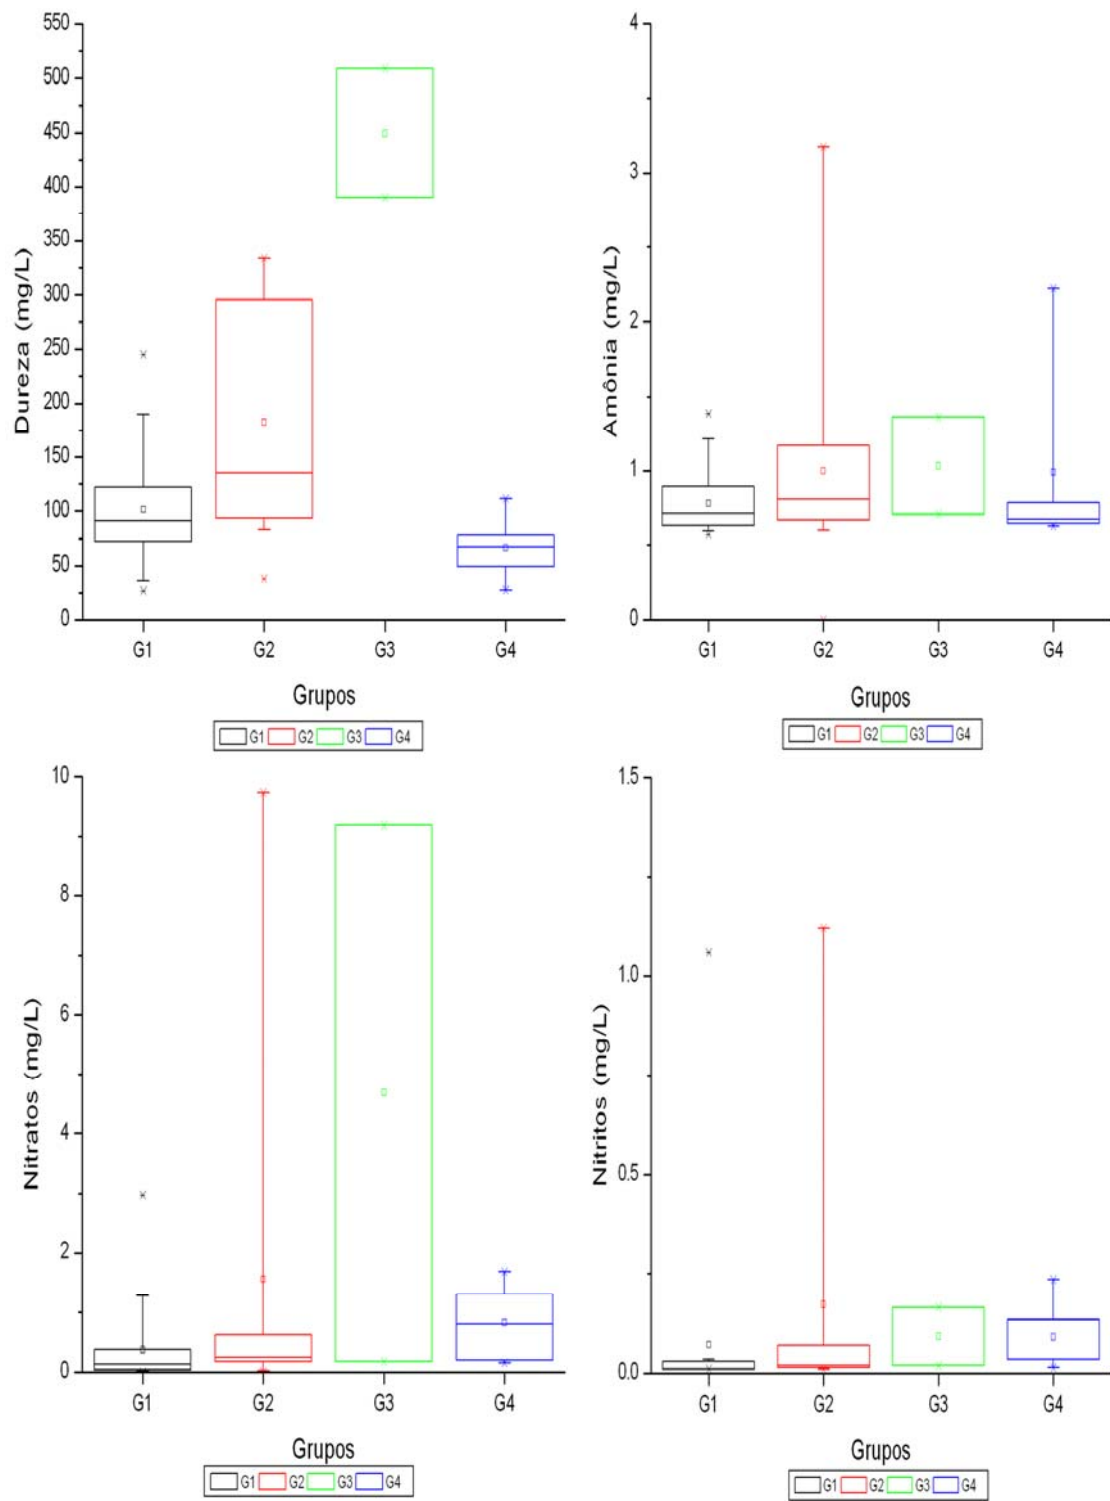 Dureza (mg/L)
550
500
450
400
350
300
250
200
150
100
50
0
G1 G2 G3 G4
Grupos
G1 G2 G3 G4
Amônia (mg/L)
4
3
2
1
0
G1 G2 G3 G4
Grupos
G1 G2 G3 G4
Nitratos (mg/L)
10
8
6
4
2
0
G1 G2 G3 G4
Grupos
G1 G2 G3 G4
Nitritos (mg/L)
1.5
1.0
0.5
0.0
G1 G2 G3 G4
Grupos
G1 G2 G3 G4